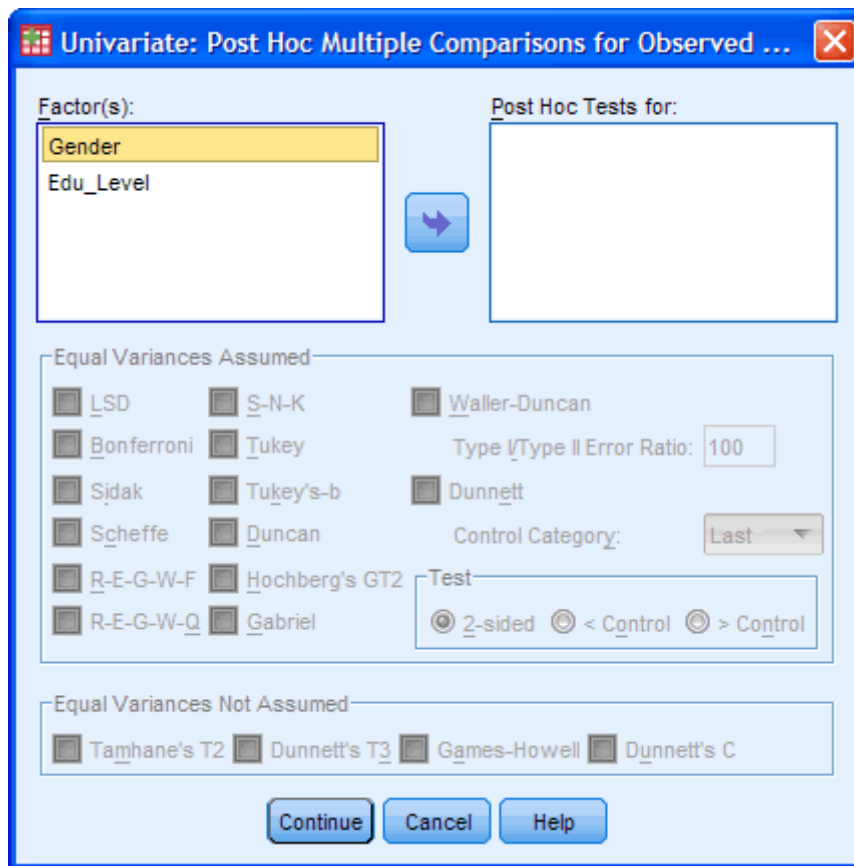 Univariate: Post Hoc Multiple Comparisons for Observed ...
Factor(s):
Gender
Edu_Level
Post Hoc Tests for:
Equal Variances Assumed
LSD
S-N-K
Waller-Duncan
Bonferroni
Tukey
Type I/Type II Error Ratio:
100
Sidak
Tukey's-b
Dunnett
Scheffe
Duncan
Control Category:
Last
R-E-G-W-F
Hochberg's GT2
Test
R-E-G-W-Q
Gabriel
2-sided
< Control
> Control
Equal Variances Not Assumed
Tamhane's T2
Dunnett's T3
Games-Howell
Dunnett's C
Continue
Cancel
Help